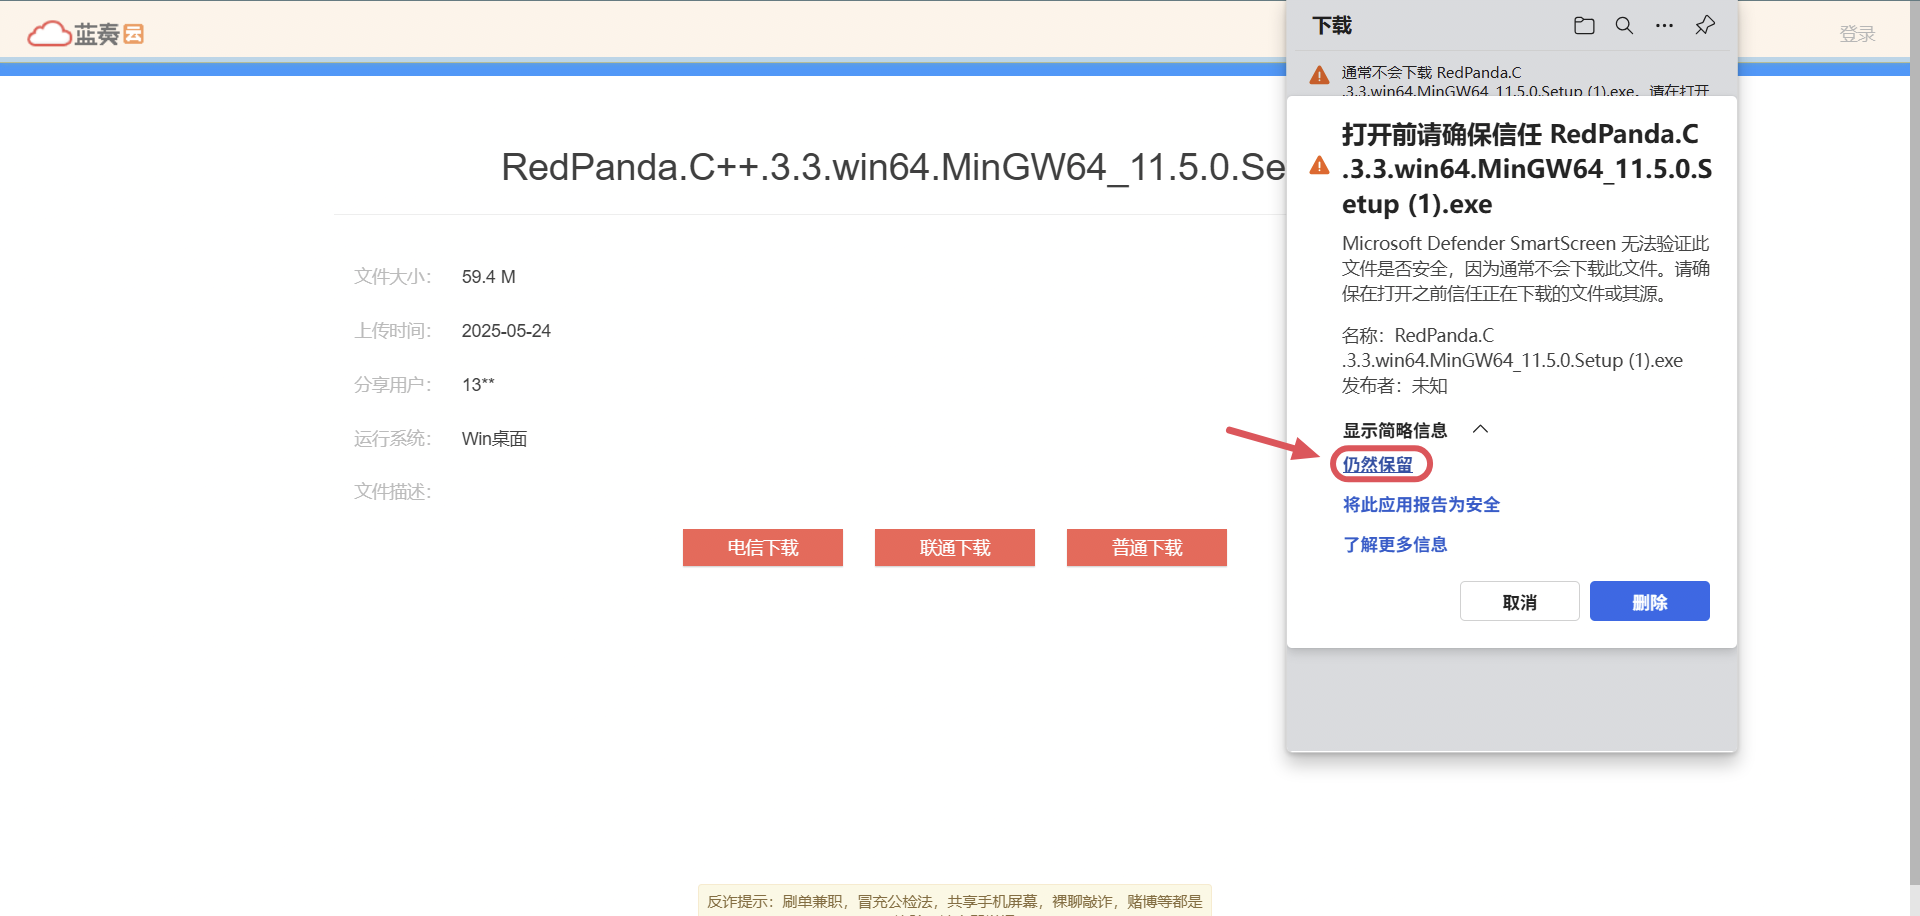 蓝奏云
登录
RedPanda.C++.3.3.win64.MinGW64_11.5.0.Se
文件大小：
59.4 M
上传时间：
2025-05-24
分享用户：
13**
运行系统：
Win桌面
文件描述：
电信下载
联通下载
普通下载
反诈提示：刷单兼职，冒充公检法，共享手机屏幕，裸聊敲诈，赌博等都是
下载
通常不会下载 RedPanda.C
.3.3.win64.MinGW64_11.5.0.Setup (1).exe，请在打开
打开前请确保信任 RedPanda.C
.3.3.win64.MinGW64_11.5.0.S
etup (1).exe
Microsoft Defender SmartScreen 无法验证此
文件是否安全，因为通常不会下载此文件。请确
保在打开之前信任正在下载的文件或其源。
名称：RedPanda.C
.3.3.win64.MinGW64_11.5.0.Setup (1).exe
发布者：未知
显示简略信息
仍然保留
将此应用报告为安全
了解更多信息
取消
删除